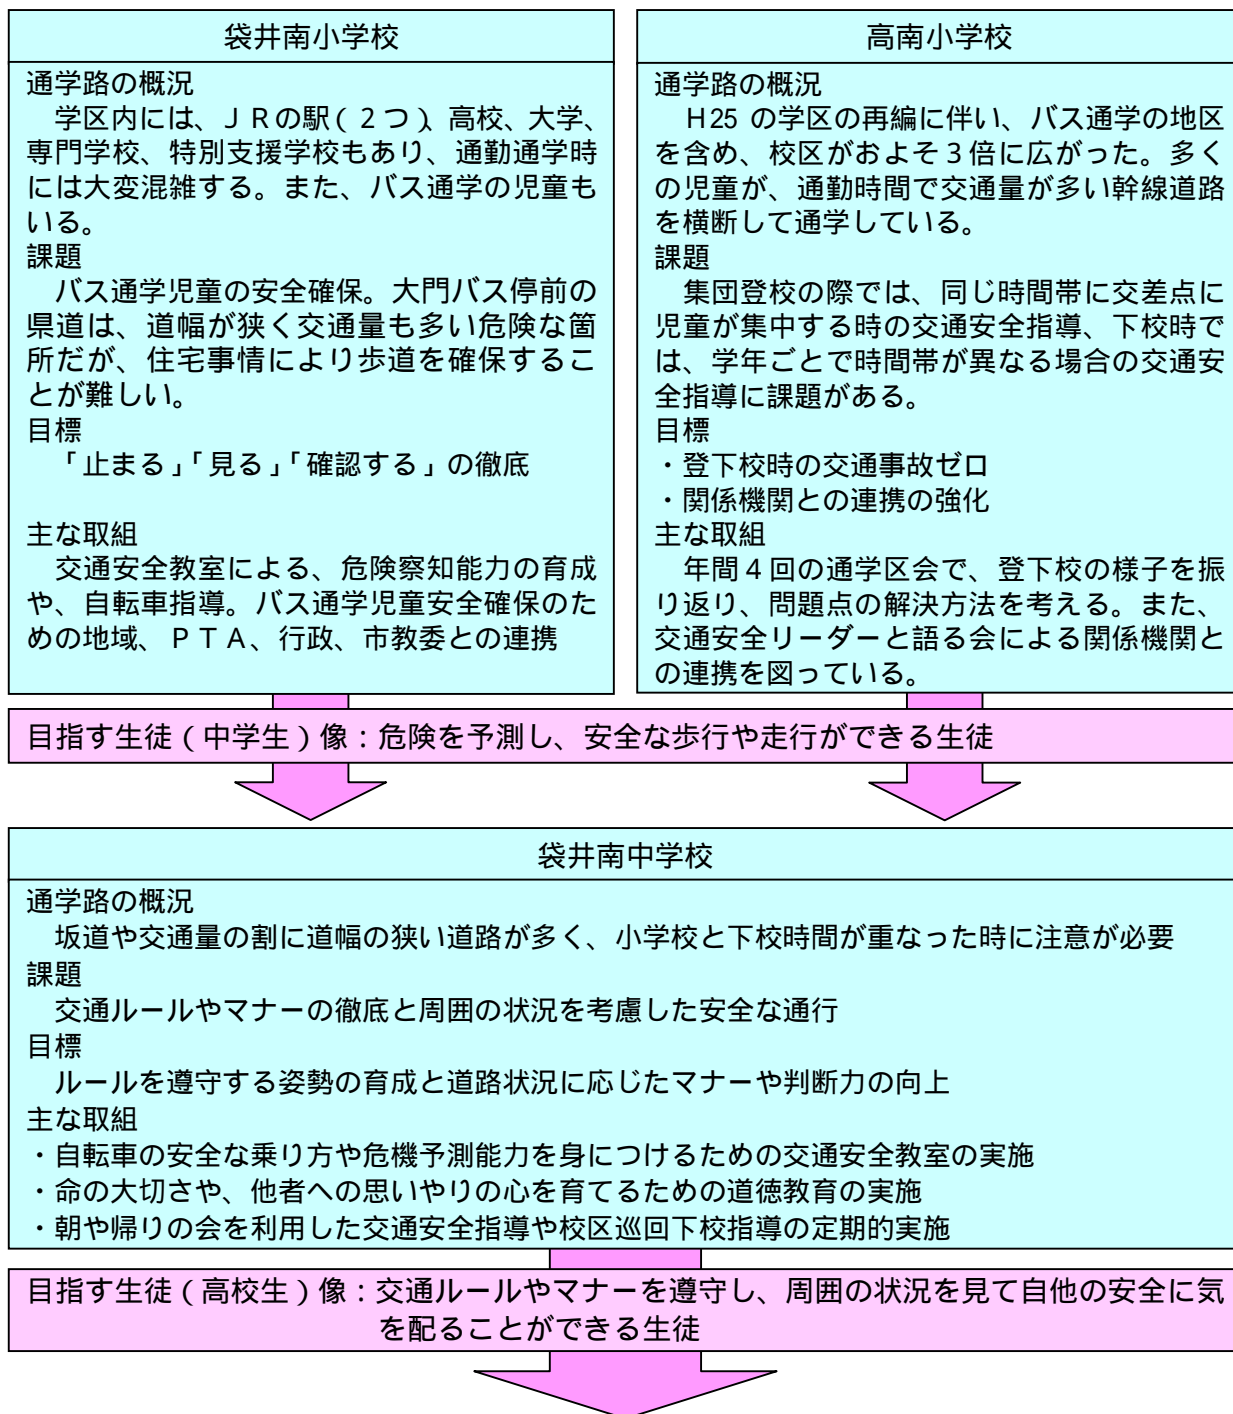 袋井南小学校
通学路の概況
学区内には、ＪＲの駅（２つ）、高校、大学、
専門学校、特別支援学校もあり、通勤通学時
には大変混雑する。また、バス通学の児童も
いる。
課題
バス通学児童の安全確保。大門バス停前の
県道は、道幅が狭く交通量も多い危険な箇
所だが、住宅事情により歩道を確保するこ
とが難しい。
目標
「止まる」「見る」「確認する」の徹底
主な取組
交通安全教室による、危険察知能力の育成
や、自転車指導。バス通学児童安全確保のた
めの地域、ＰＴＡ、行政、市教委との連携
高南小学校
通学路の概況
H25 の学区の再編に伴い、バス通学の地区
を含め、校区がおよそ３倍に広がった。多く
の児童が、通勤時間で交通量が多い幹線道路
を横断して通学している。
課題
集団登校の際では、同じ時間帯に交差点に
児童が集中する時の交通安全指導、下校時で
は、学年ごとで時間帯が異なる場合の交通安
全指導に課題がある。
目標
・登下校時の交通事故ゼロ
・関係機関との連携の強化
主な取組
年間４回の通学区会で、登下校の様子を振
り返り、問題点の解決方法を考える。また、
交通安全リーダーと語る会による関係機関と
の連携を図っている。
目指す生徒（中学生）像：危険を予測し、安全な歩行や走行ができる生徒
袋井南中学校
通学路の概況
坂道や交通量の割に道幅の狭い道路が多く、小学校と下校時間が重なった時に注意が必要
課題
交通ルールやマナーの徹底と周囲の状況を考慮した安全な通行
目標
ルールを遵守する姿勢の育成と道路状況に応じたマナーや判断力の向上
主な取組
・自転車の安全な乗り方や危機予測能力を身につけるための交通安全教室の実施
・命の大切さや、他者への思いやりの心を育てるための道徳教育の実施
・朝や帰りの会を利用した交通安全指導や校区巡回下校指導の定期的実施
目指す生徒（高校生）像：交通ルールやマナーを遵守し、周囲の状況を見て自他の安全に気
を配ることができる生徒